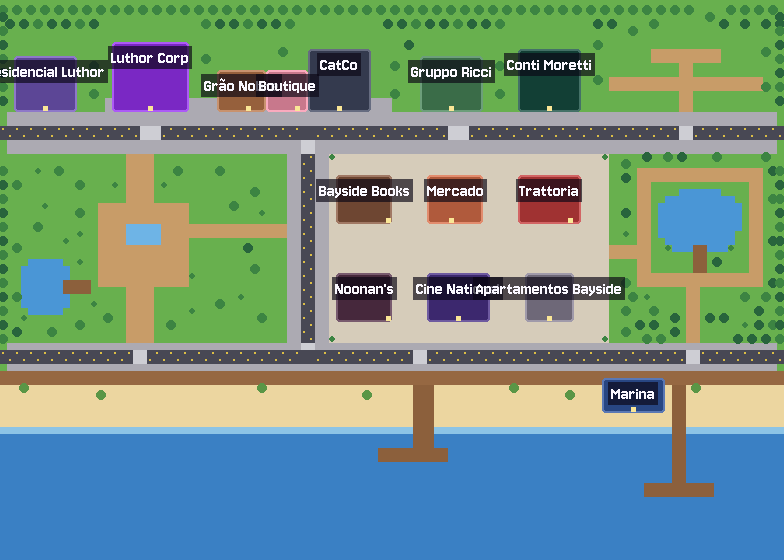 esidencial Luthor
Luthor Corp
Grão No
Boutique
CatCo
Gruppo Ricci
Conti Moretti
Bayside Books
Mercado
Trattoria
Noonan's
Cine Nati
Apartamentos Bayside
Marina